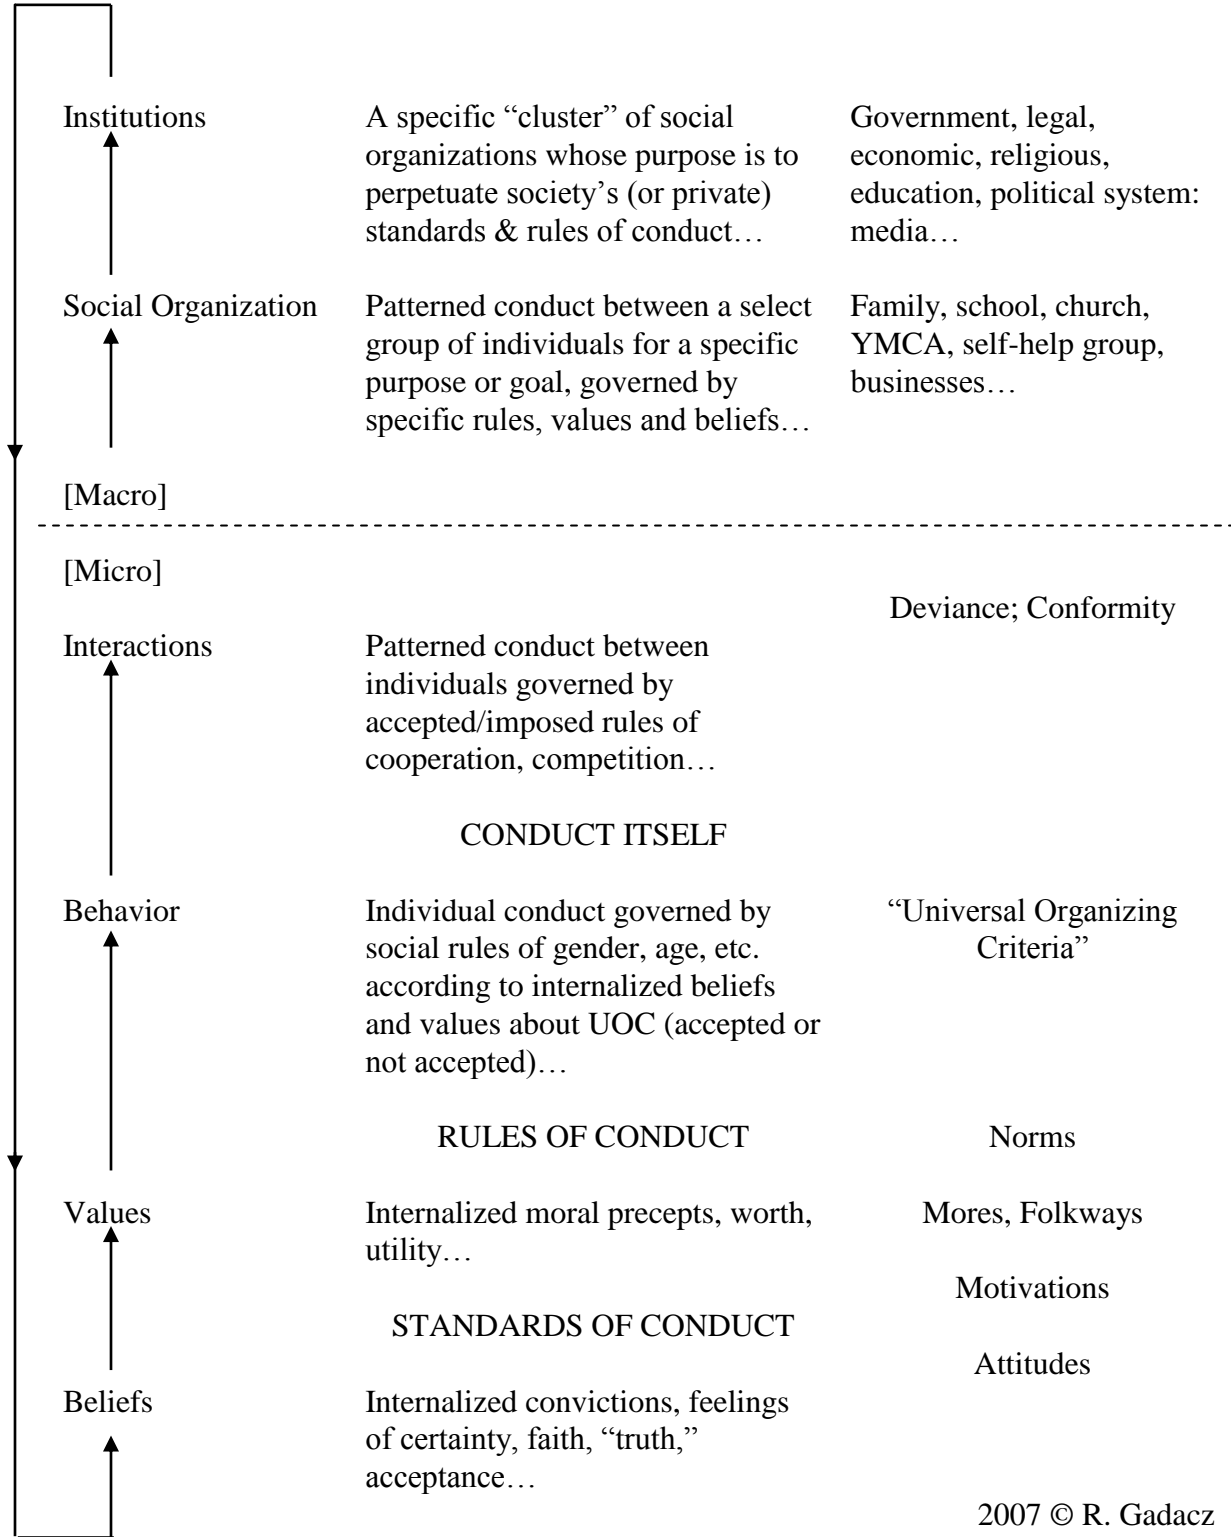 Institutions
A specific “cluster” of social
organizations whose purpose is to
perpetuate society’s (or private)
standards & rules of conduct…
Government, legal,
economic, religious,
education, political system:
media…
Social Organization
Patterned conduct between a select
group of individuals for a specific
purpose or goal, governed by
specific rules, values and beliefs…
Family, school, church,
YMCA, self-help group,
businesses…
[Macro]
[Micro]
Deviance; Conformity
Interactions
Patterned conduct between
individuals governed by
accepted/imposed rules of
cooperation, competition…
CONDUCT ITSELF
Behavior
Individual conduct governed by
social rules of gender, age, etc.
according to internalized beliefs
and values about UOC (accepted or
not accepted)…
“Universal Organizing
Criteria”
RULES OF CONDUCT
Norms
Values
Internalized moral precepts, worth,
utility…
Mores, Folkways
Motivations
STANDARDS OF CONDUCT
Attitudes
Beliefs
Internalized convictions, feelings
of certainty, faith, “truth,”
acceptance…
2007 © R. Gadacz